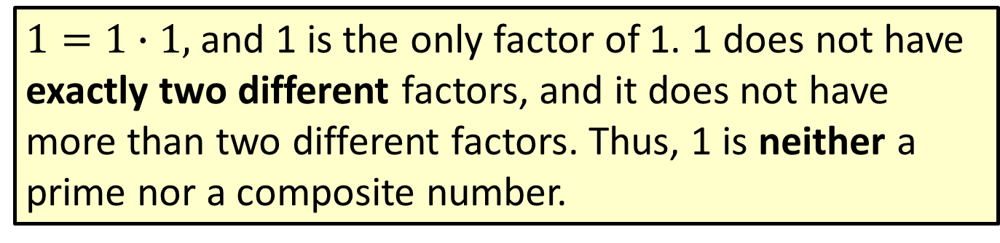 1 = 1 · 1, and 1 is the only factor of 1. 1 does not have
exactly two different factors, and it does not have
more than two different factors. Thus, 1 is neither a
prime nor a composite number.